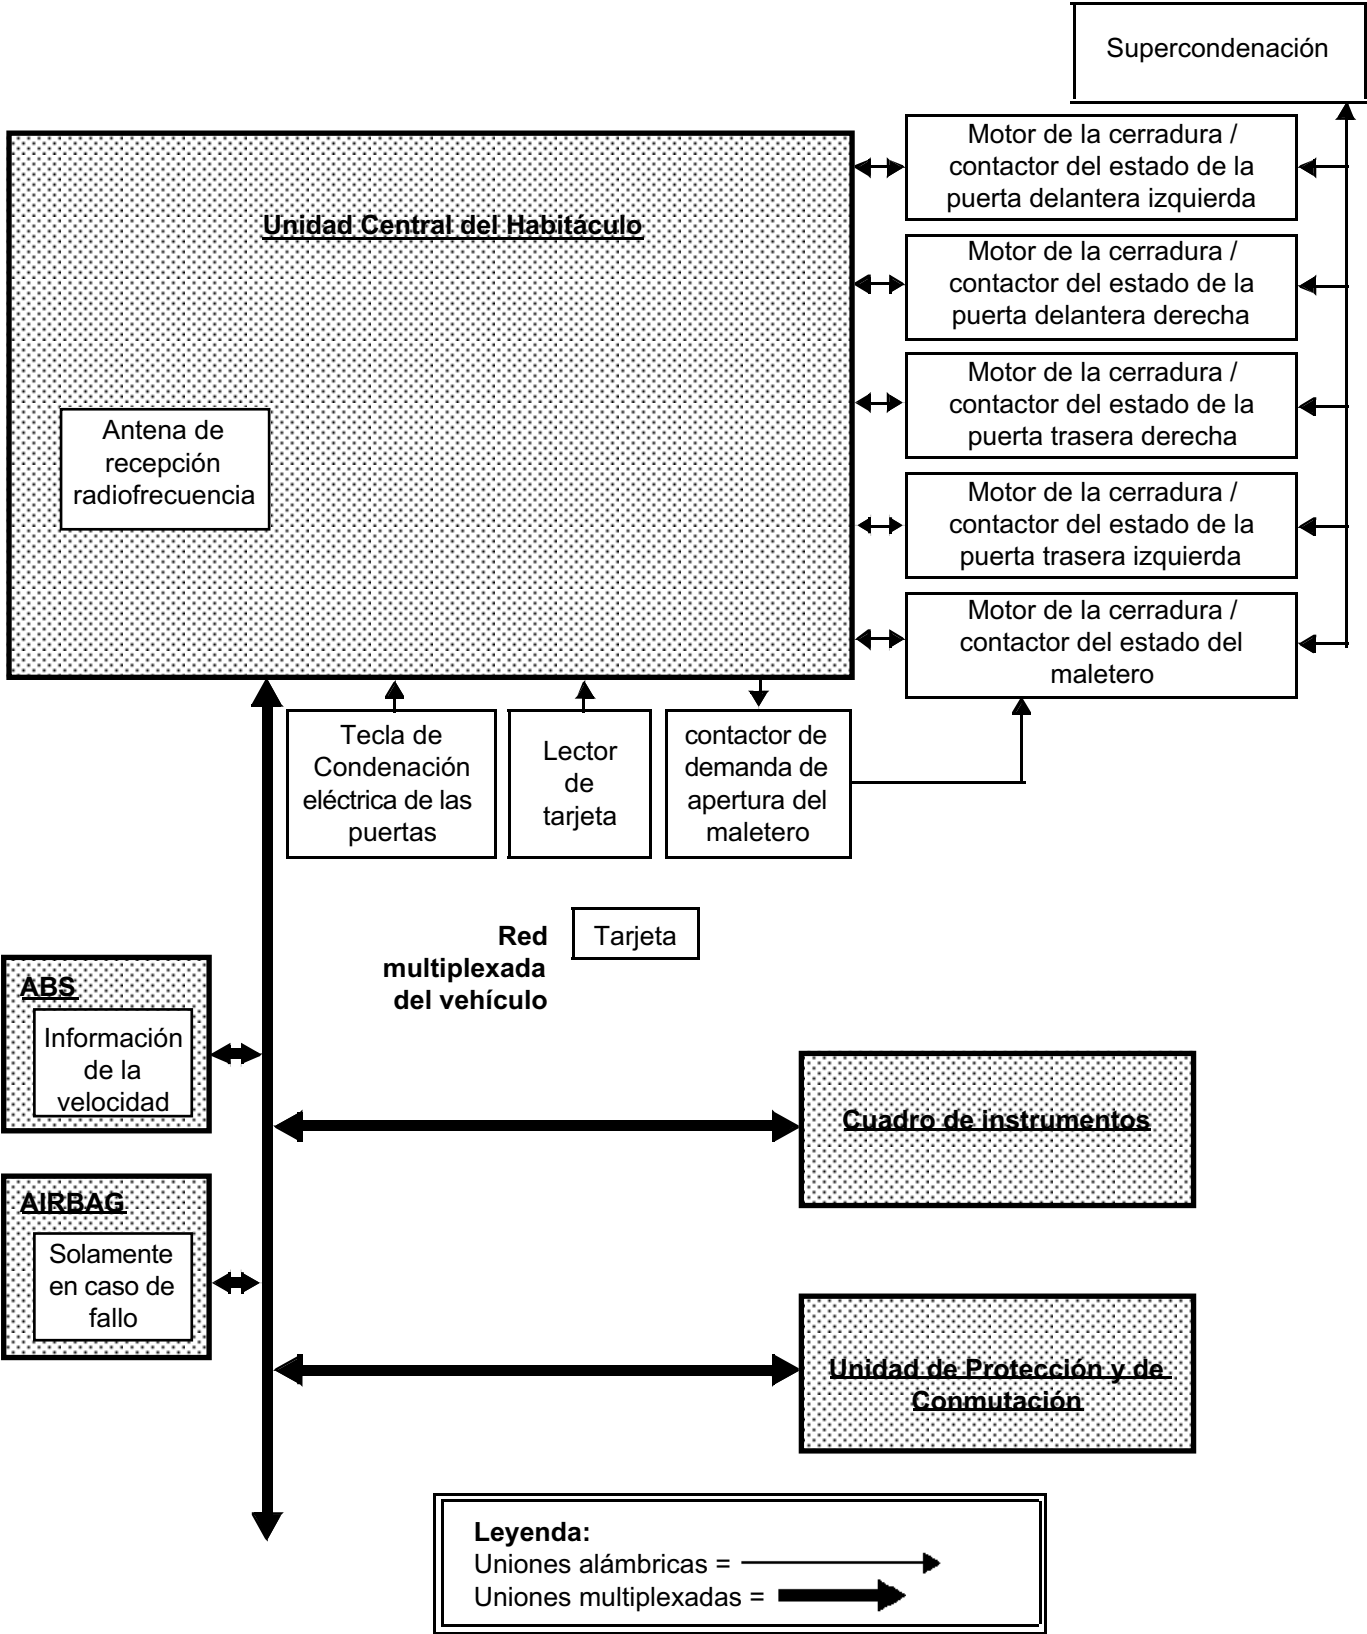 Supercondenación
Motor de la cerradura /
contactor del estado de la
puerta delantera izquierda
Unidad Central del Habitáculo
Motor de la cerradura /
contactor del estado de la
puerta delantera derecha
Motor de la cerradura /
contactor del estado de la
puerta trasera derecha
Antena de
recepción
radiofrecuencia
Motor de la cerradura /
contactor del estado de la
puerta trasera izquierda
Motor de la cerradura /
contactor del estado del
maletero
Tecla de
Condenación
eléctrica de las
puertas
Lector
de
tarjeta
contactor de
demanda de
apertura del
maletero
Red
multiplexada
del vehículo
Tarjeta
ABS
Información
de la
velocidad
Cuadro de instrumentos
AIRBAG
Solamente
en caso de
fallo
Unidad de Protección y de
Conmutación
Leyenda:
Uniones alámbricas =
Uniones multiplexadas =